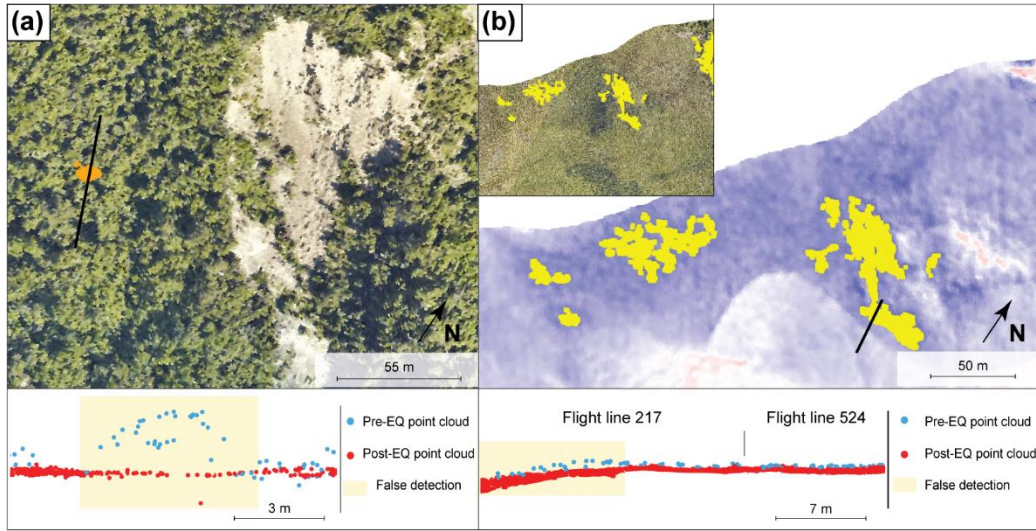 (a)
N
55 m
Pre-EQ point cloud
Post-EQ point cloud
False detection
3 m
(b)
N
50 m
Flight line 217
Flight line 524
Pre-EQ point cloud
Post-EQ point cloud
False detection
7 m